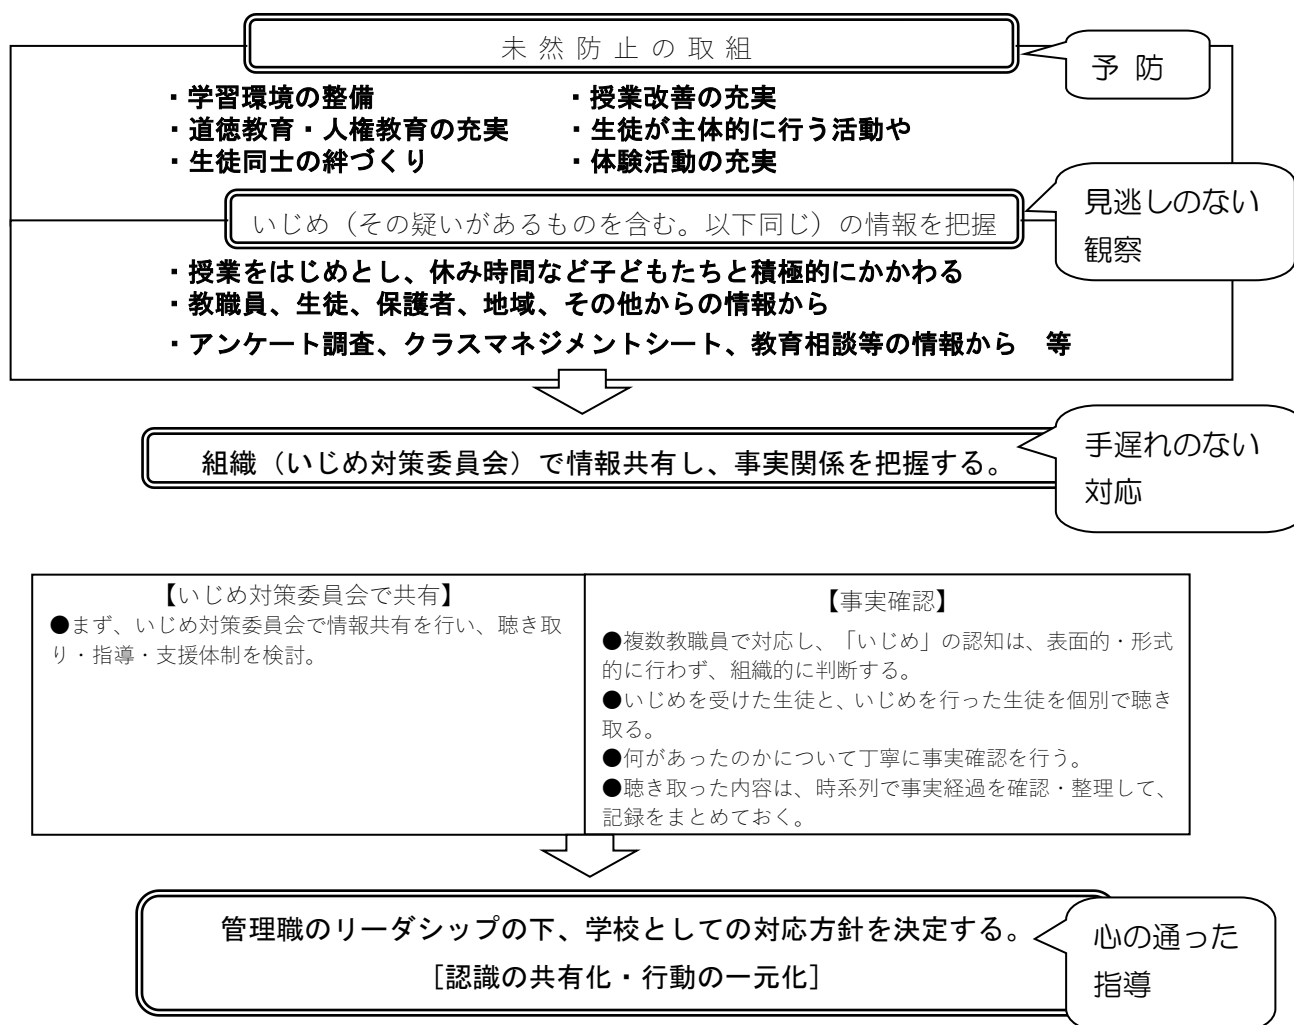 未然防止の取組
予 防
・学習環境の整備
・道徳教育・人権教育の充実
・生徒同士の絆づくり
・授業改善の充実
・生徒が主体的に行う活動や
・体験活動の充実
いじめ（その疑いがあるものを含む。以下同じ）の情報を把握
見逃しのない
観察
・授業をはじめとし、休み時間など子どもたちと積極的にかかわる
・教職員、生徒、保護者、地域、その他からの情報から
・アンケート調査、クラスマネジメントシート、教育相談等の情報から　等
組織（いじめ対策委員会）で情報共有し、事実関係を把握する。
手遅れのない
対応
【いじめ対策委員会で共有】
●まず、いじめ対策委員会で情報共有を行い、聴き取
り・指導・支援体制を検討。
【事実確認】
●複数教職員で対応し、「いじめ」の認知は、表面的・形式
的に行わず、組織的に判断する。
●いじめを受けた生徒と、いじめを行った生徒を個別で聴き
取る。
●何があったのかについて丁寧に事実確認を行う。
●聴き取った内容は、時系列で事実経過を確認・整理して、
記録をまとめておく。
管理職のリーダシップの下、学校としての対応方針を決定する。
［認識の共有化・行動の一元化］
心の通った
指導